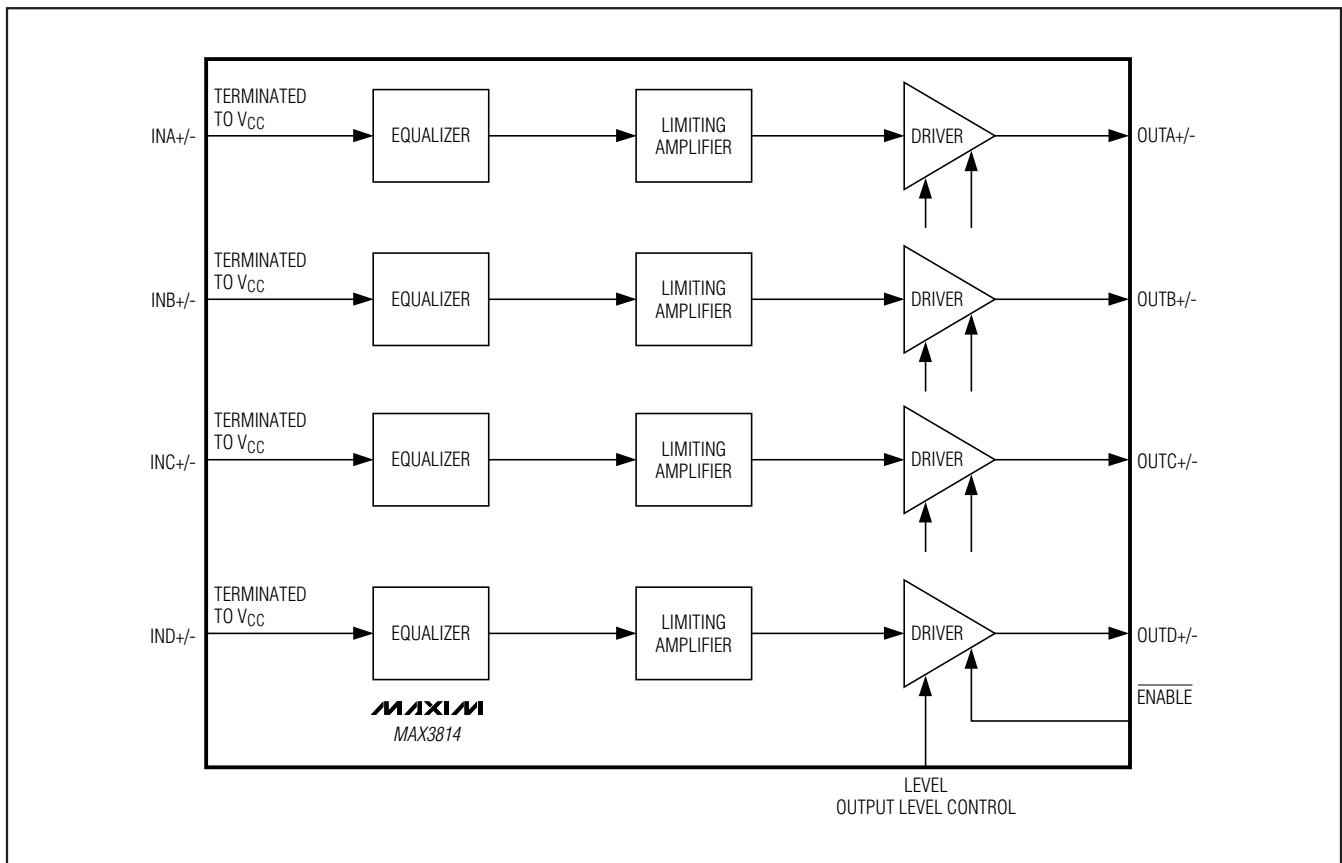 TERMINATED
TO VCC
INA+/-
EQUALIZER
LIMITING
AMPLIFIER
DRIVER
OUTA+/-
TERMINATED
TO VCC
INB+/-
EQUALIZER
LIMITING
AMPLIFIER
DRIVER
OUTB+/-
TERMINATED
TO VCC
INC+/-
EQUALIZER
LIMITING
AMPLIFIER
DRIVER
OUTC+/-
TERMINATED
TO VCC
IND+/-
EQUALIZER
LIMITING
AMPLIFIER
DRIVER
OUTD+/-
ENABLE
MAXIM
MAX3814
LEVEL
OUTPUT LEVEL CONTROL